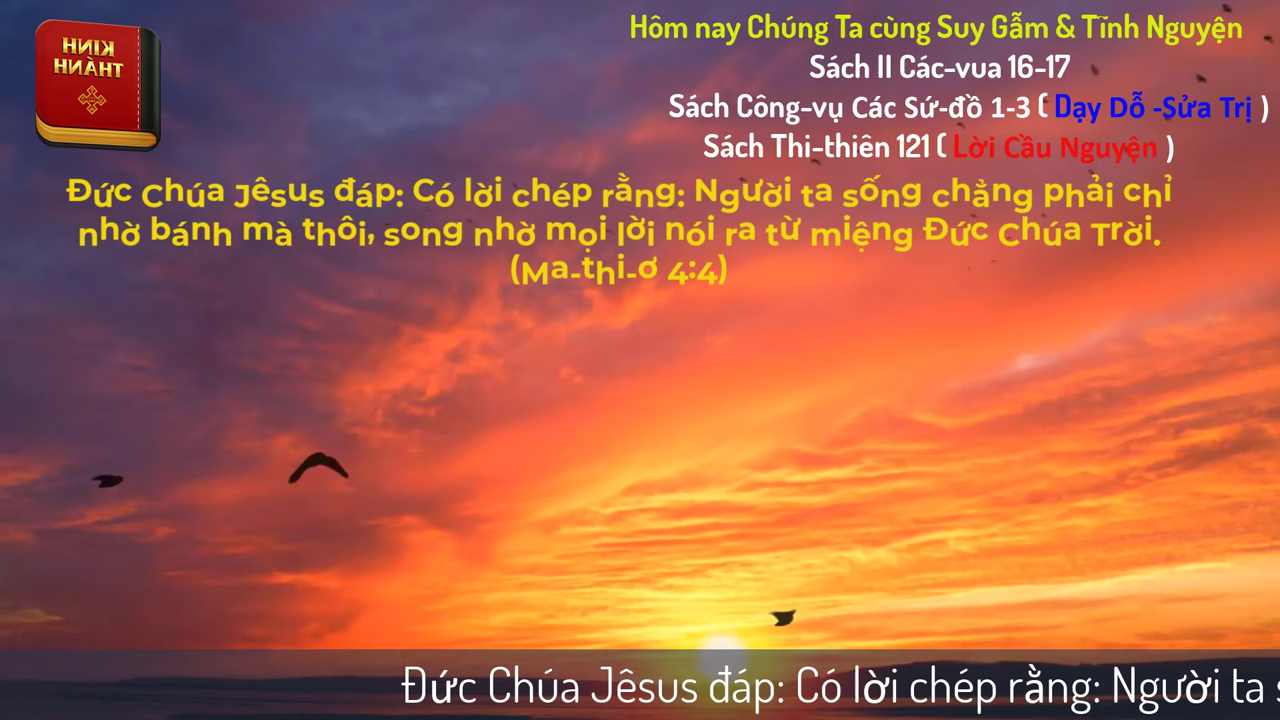 KINH
THÀNH
Hôm nay Chúng Ta cùng Suy Gẫm & Tĩnh Nguyện
Sách II Các-vua 16-17
Sách Công-vụ Các Sứ-đồ 1-3 ( Dạy Dỗ -Sửa Trị )
Sách Thi-thiên 121 ( Lời Cầu Nguyện )
Đức Chúa Jêsus đáp: Có lời chép rằng: Người ta sống chẳng phải chỉ
nhờ bánh mà thôi, song nhờ mọi lời nói ra từ miệng Đức Chúa Trời.
(Ma-thi-ơ 4:4)
Đức Chúa Jêsus đáp: Có lời chép rằng: Người ta